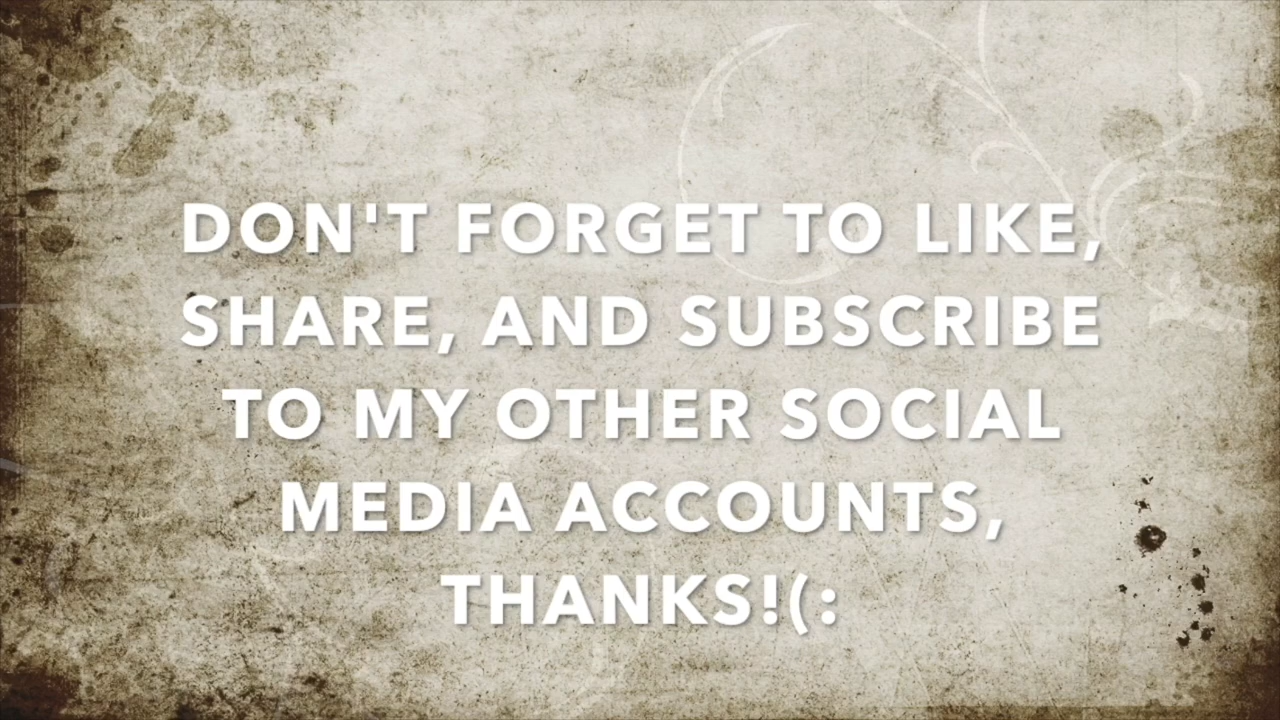 DON'T FORGET TO LIKE,
SHARE, AND SUBSCRIBE
TO MY OTHER SOCIAL
MEDIA ACCOUNTS,
THANKS!(: